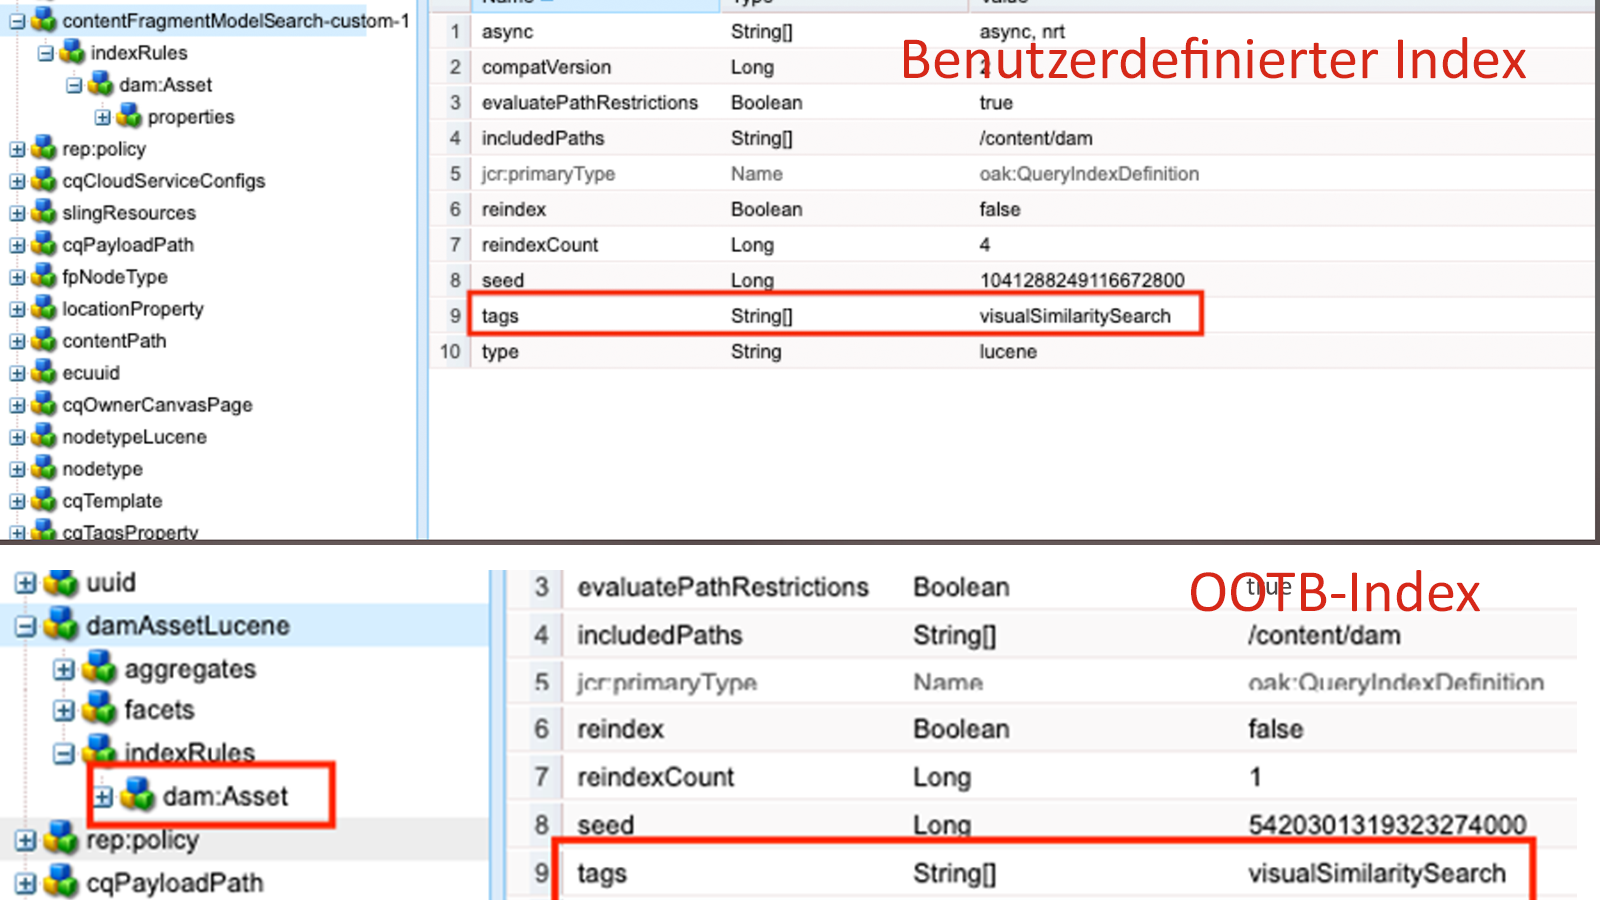 Name Type Value
contentFragmentModelSearch-custom-1
indexRules
dam:Asset
properties
rep:policy
cqCloudServiceConfigs
slingResources
cqPayloadPath
fpNodeType
locationProperty
contentPath
ecuuid
cqOwnerCanvasPage
nodetypeLucene
nodetype
cqTemplate
cqTagsProperty
1 async String[] async, nrt
Benutzerdefinierter Index
2 compatVersion Long 2
3 evaluatePathRestrictions Boolean true
4 includedPaths String[] /content/dam
5 jcr:primaryType Name oak:QueryIndexDefinition
6 reindex Boolean false
7 reindexCount Long 4
8 seed Long 1041288249116672800
9 tags String[] visualSimilaritySearch
10 type String lucene
uuid
damAssetLucene
aggregates
facets
indexRules
dam:Asset
rep:policy
cqPayloadPath
OOTB-Index
3 evaluatePathRestrictions Boolean true
4 includedPaths String[] /content/dam
5 jcr:primaryType Name oak:QueryIndexDefinition
6 reindex Boolean false
7 reindexCount Long 1
8 seed Long 5420301319323274000
9 tags String[] visualSimilaritySearch